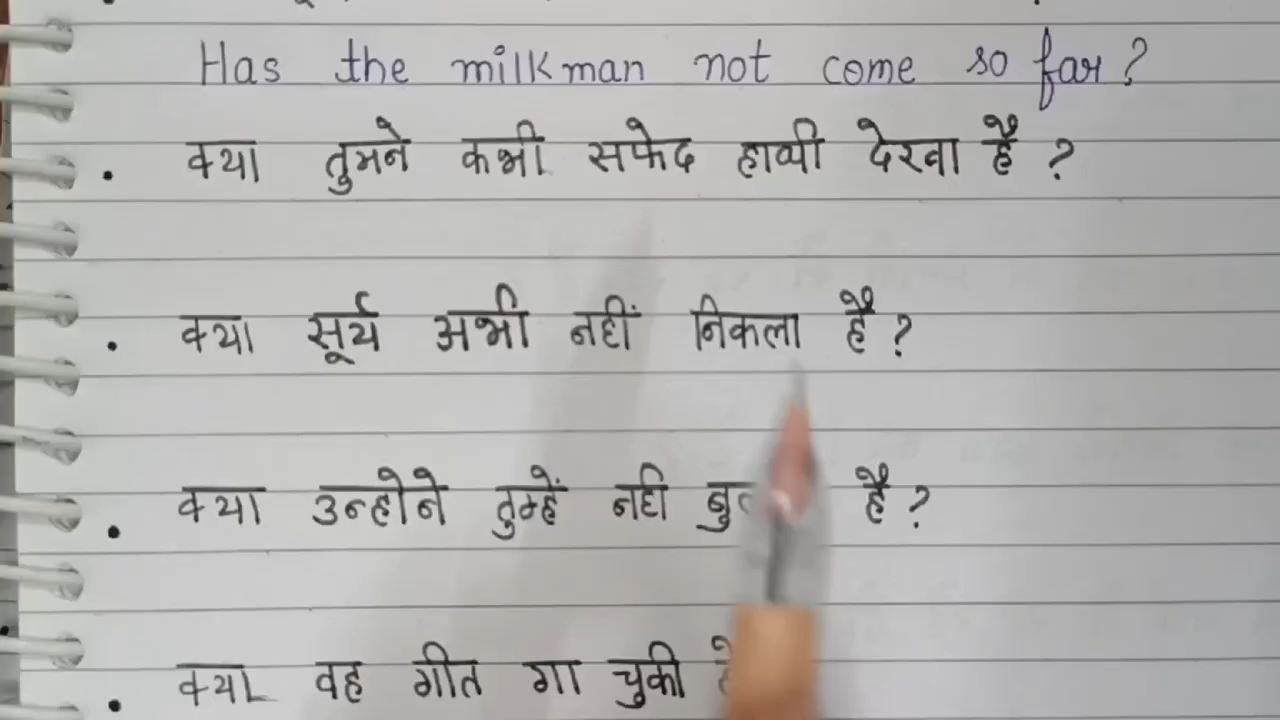 Has the milkman not come so far?
. क्या तुमने कभी सफेद हाथी देखा है ?
. क्या सूर्य अभी नहीं निकला है ?
. क्या उन्होने तुम्हें नही है ?
. क्या वह गीत गा चुकी